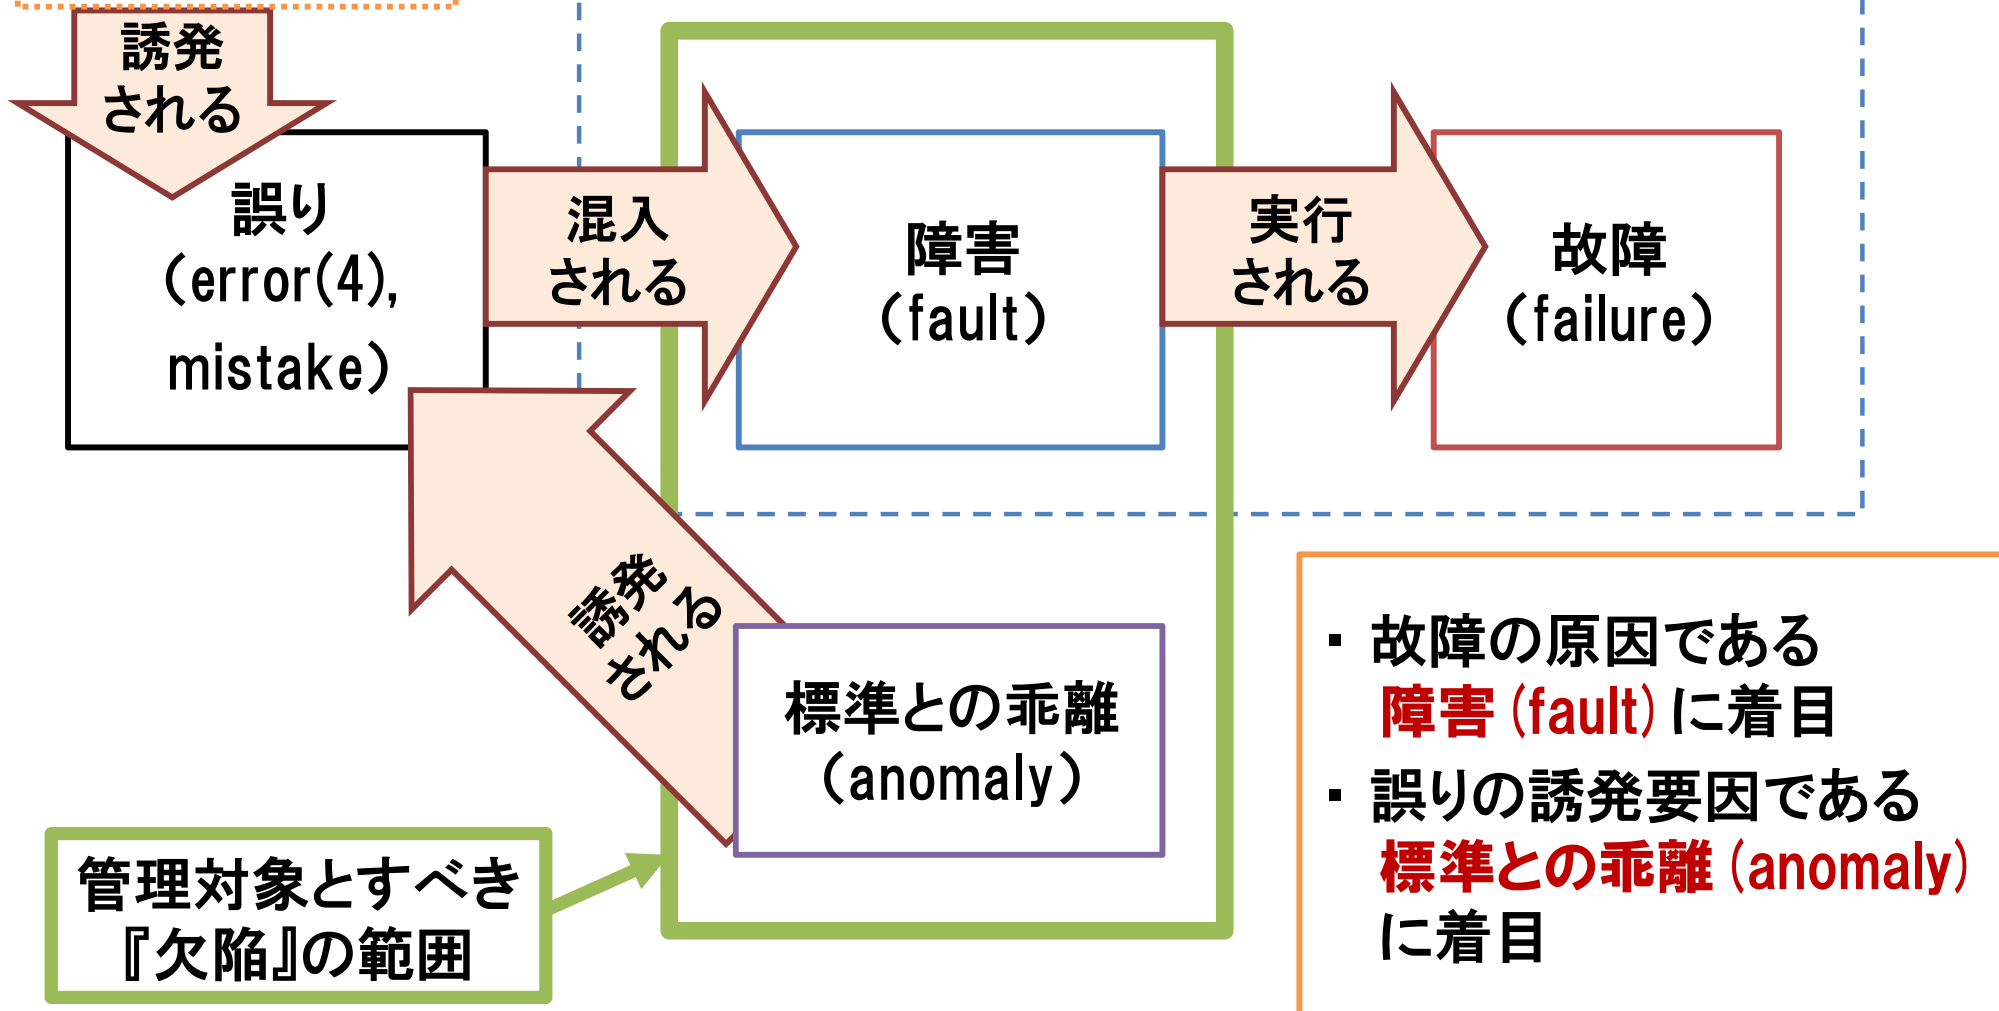 誘発
される
誤り
(error(4),
mistake)
混入
される
障害
(fault)
実行
される
故障
(failure)
誘発
される
標準との乖離
(anomaly)
管理対象とすべき
『欠陥』の範囲
▪ 故障の原因である
障害(fault)に着目
▪ 誤りの誘発要因である
標準との乖離(anomaly)
に着目